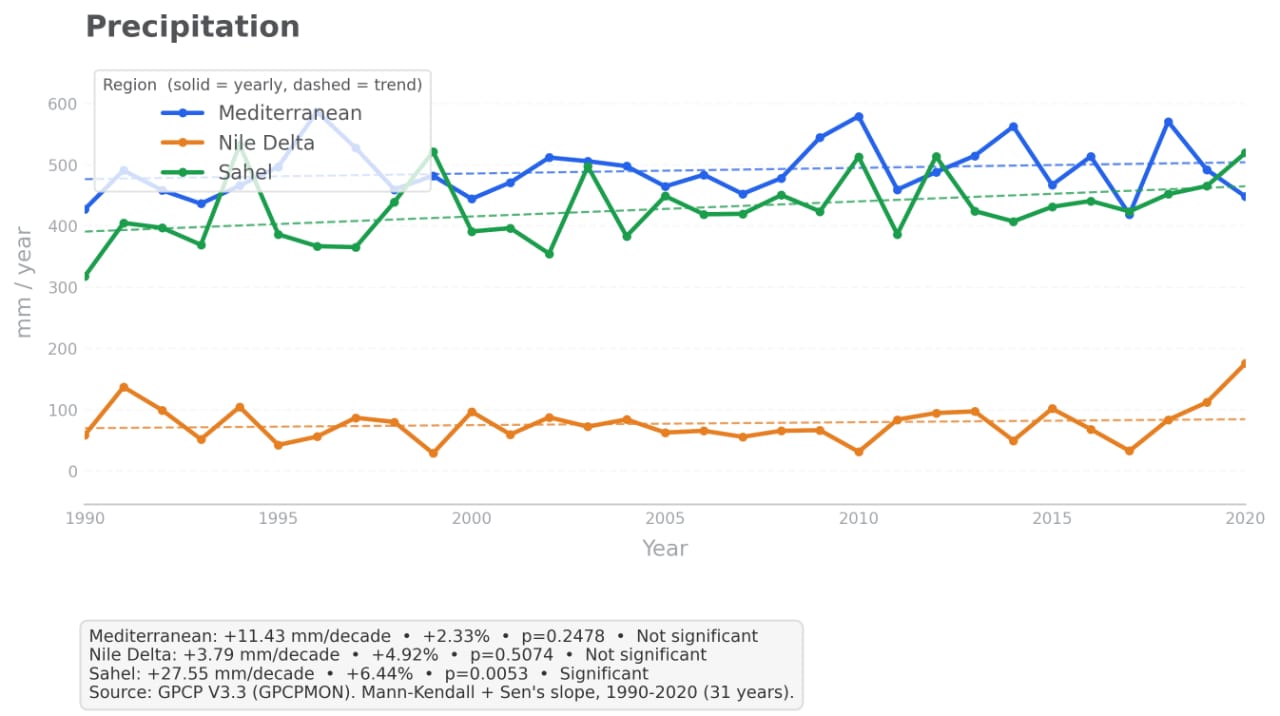 Precipitation
Region (solid = yearly, dashed = trend)
Mediterranean
Nile Delta
Sahel
mm / year
600
500
400
300
200
100
0
1990 1995 2000 2005 2010 2015 2020
Year
Mediterranean: +11.43 mm/decade • +2.33% • p=0.2478 • Not significant
Nile Delta: +3.79 mm/decade • +4.92% • p=0.5074 • Not significant
Sahel: +27.55 mm/decade • +6.44% • p=0.0053 • Significant
Source: GPCP V3.3 (GPCPMON). Mann-Kendall + Sen's slope, 1990-2020 (31 years).